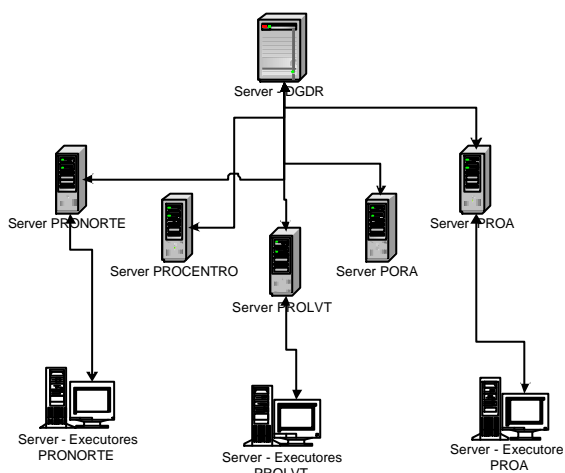 Server - DGDR
Server PRONORTE
Server PROCENTRO
Server PORA
Server - PROA
Server PROLVT
Server - Executores
PRONORTE
Server - Executores
PROLVT
Server - Executore
PROA